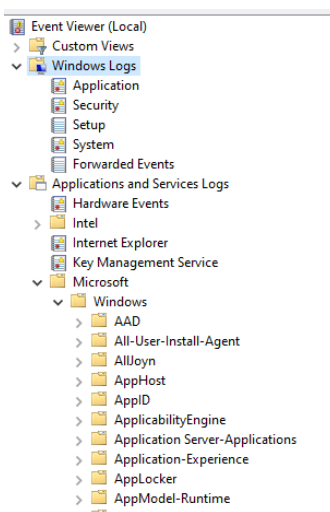 Event Viewer (Local)
Custom Views
Windows Logs
Application
Security
Setup
System
Forwarded Events
Applications and Services Logs
Hardware Events
Intel
Internet Explorer
Key Management Service
Microsoft
Windows
AAD
All-User-Install-Agent
AllJoyn
AppHost
AppID
ApplicabilityEngine
Application Server-Applications
Application-Experience
AppLocker
AppModel-Runtime